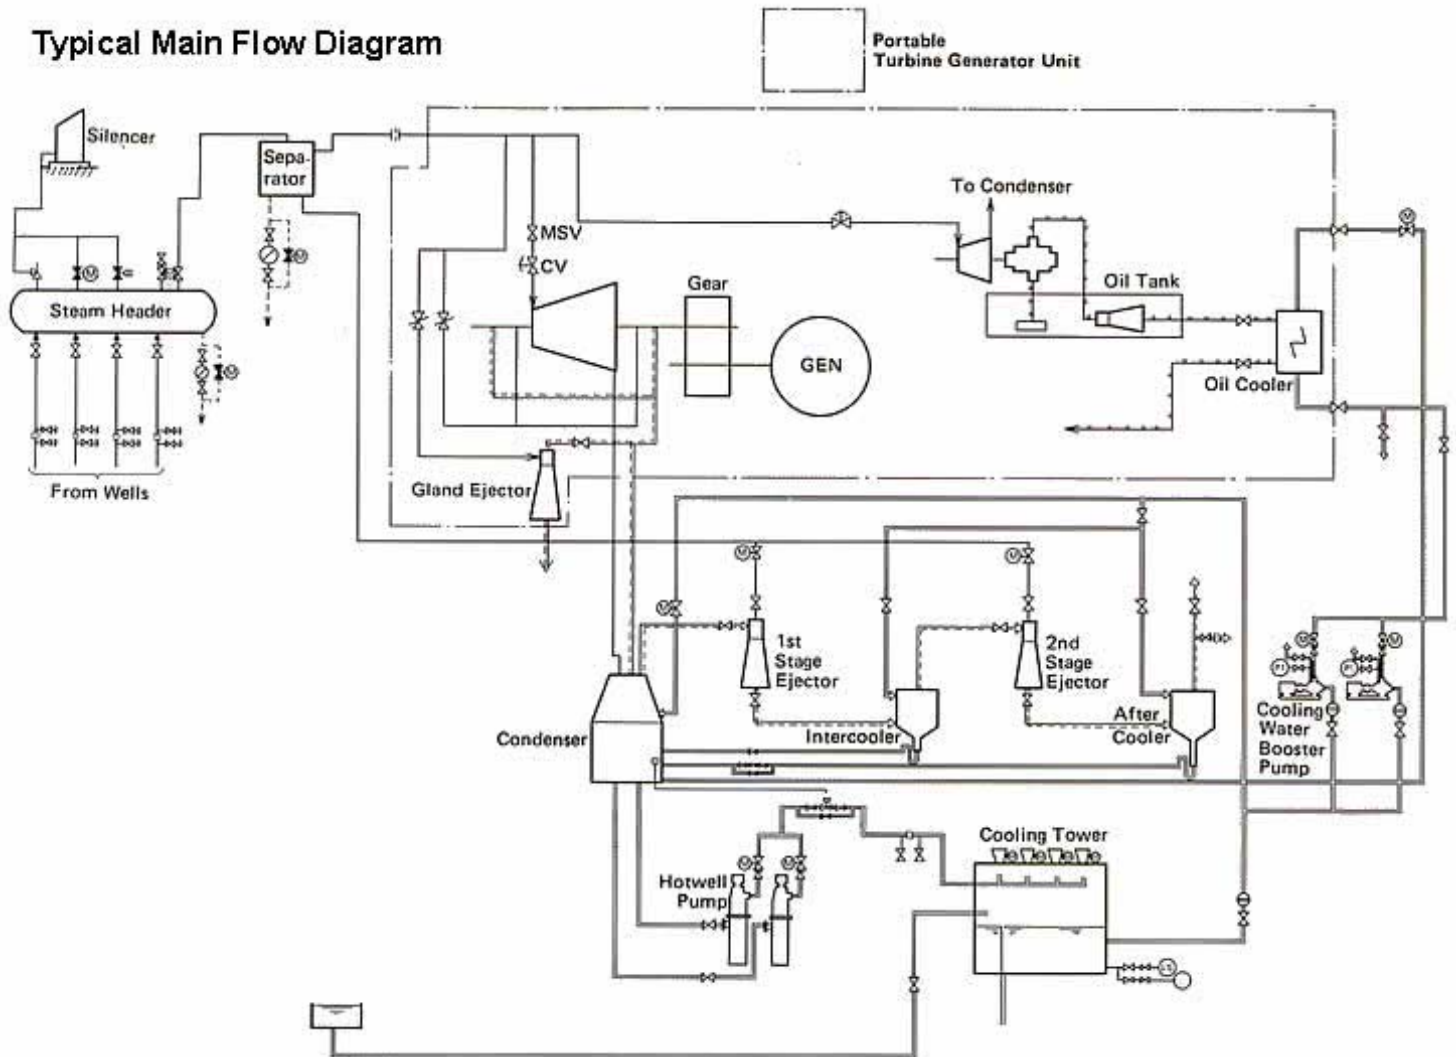 Typical Main Flow Diagram
Portable
Turbine Generator Unit
Silencer
Sepa-
rator
To Condenser
MSV
CV
Gear
Oil Tank
Steam Header
GEN
Oil Cooler
From Wells
Gland Ejector
1st
Stage
Ejector
2nd
Stage
Ejector
Condenser
Intercooler
After
Cooler
Cooling
Water
Booster
Pump
Cooling Tower
Hotwell
Pump